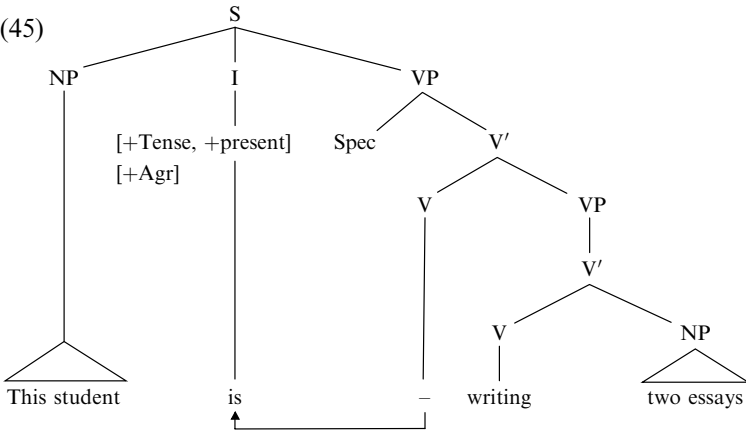 (45)
S
NP I VP
[+Tense, +present] Spec V′
[+Agr]
V VP
V′
V NP
This student is – writing two essays